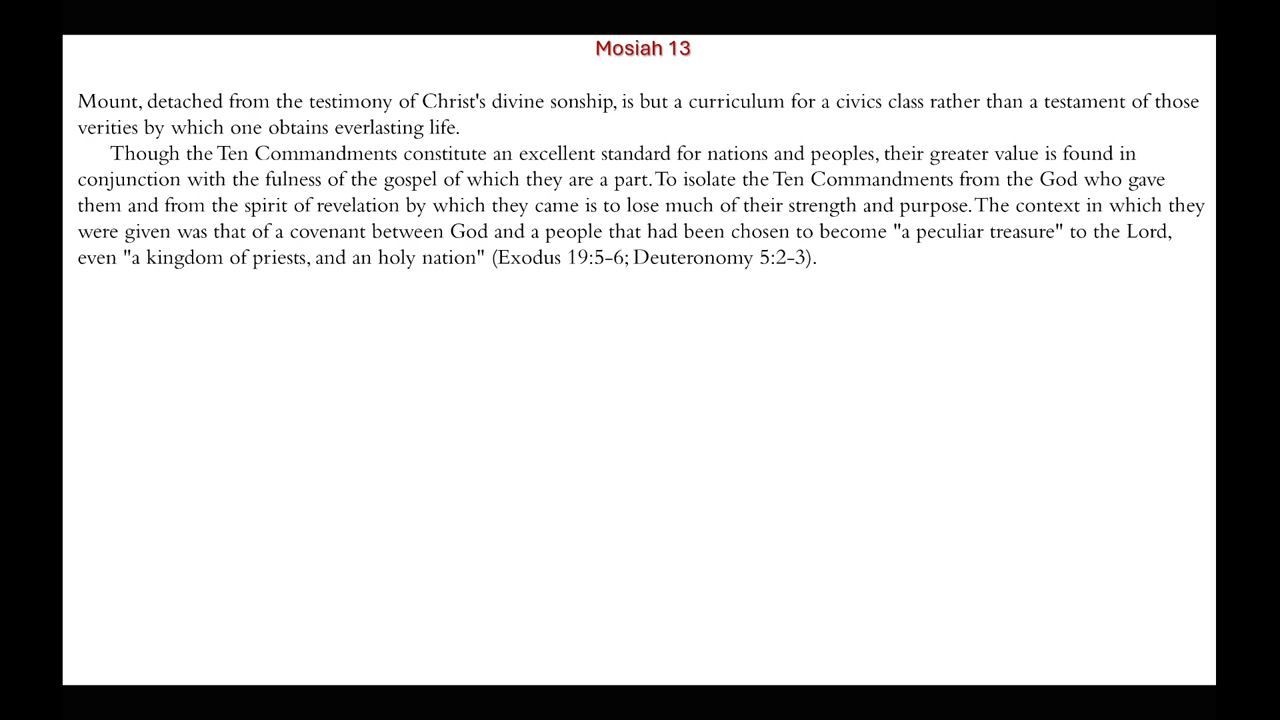 Mosiah 13
Mount, detached from the testimony of Christ's divine sonship, is but a curriculum for a civics class rather than a testament of those
verities by which one obtains everlasting life.
Though the Ten Commandments constitute an excellent standard for nations and peoples, their greater value is found in
conjunction with the fulness of the gospel of which they are a part. To isolate the Ten Commandments from the God who gave
them and from the spirit of revelation by which they came is to lose much of their strength and purpose. The context in which they
were given was that of a covenant between God and a people that had been chosen to become "a peculiar treasure" to the Lord,
even "a kingdom of priests, and an holy nation" (Exodus 19:5-6; Deuteronomy 5:2-3).